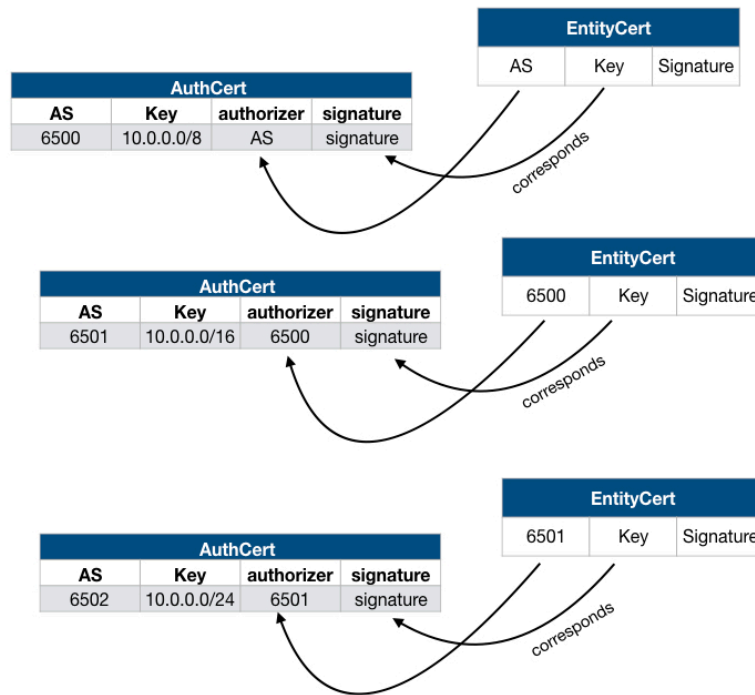 EntityCert
AS Key Signature
AuthCert
AS Key authorizer signature
6500 10.0.0.0/8 AS signature
corresponds
EntityCert
6500 Key Signature
AuthCert
AS Key authorizer signature
6501 10.0.0.0/16 6500 signature
corresponds
EntityCert
6501 Key Signature
AuthCert
AS Key authorizer signature
6502 10.0.0.0/24 6501 signature
corresponds